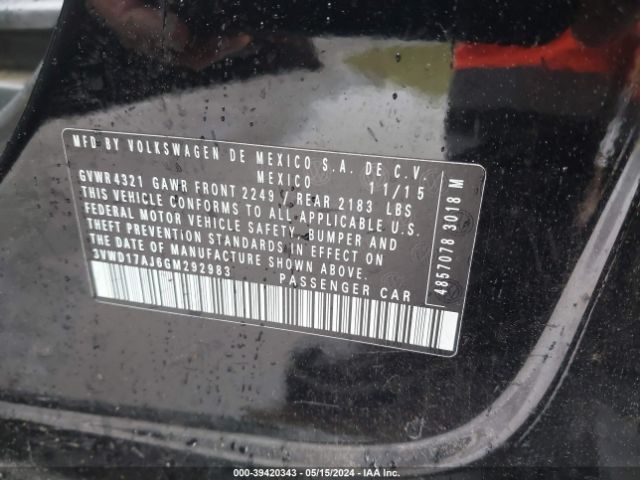 MFD BY VOLKSWAGEN DE MEXICO S.A. DE C.V.
MEXICO 11/15
GVWR4321 GAWR FRONT 2249 / REAR 2183 LBS
THIS VEHICLE CONFORMS TO ALL APPLICABLE U.S.
FEDERAL MOTOR VEHICLE SAFETY, BUMPER AND
THEFT PREVENTION STANDARDS IN EFFECT ON
THE DATE OF MANUFACTURE SHOWN ABOVE.
3VWD17AJ6GM292983
PASSENGER CAR
4857078 3018 M
000-39420343 - 05/15/2024 - IAA Inc.